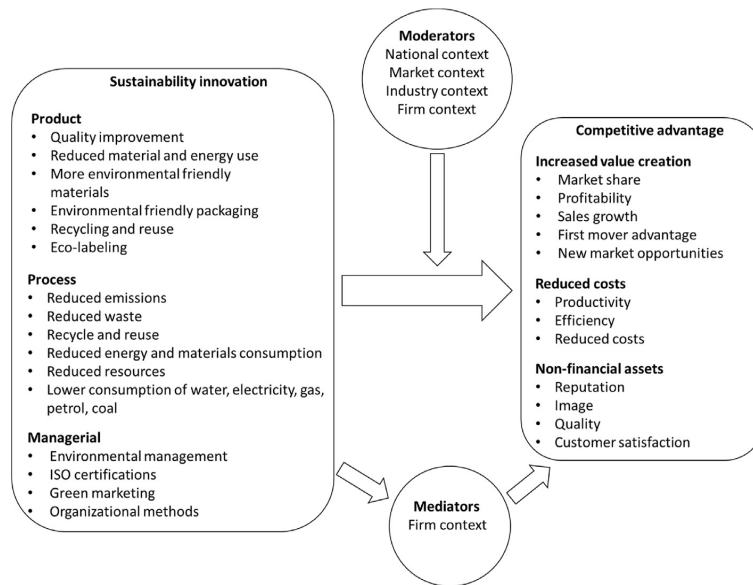 Moderators
National context
Market context
Industry context
Firm context
Sustainability innovation
Product
• Quality improvement
• Reduced material and energy use
• More environmental friendly
materials
• Environmental friendly packaging
• Recycling and reuse
• Eco-labeling
Process
• Reduced emissions
• Reduced waste
• Recycle and reuse
• Reduced energy and materials consumption
• Reduced resources
• Lower consumption of water, electricity, gas,
petrol, coal
Managerial
• Environmental management
• ISO certifications
• Green marketing
• Organizational methods
Competitive advantage
Increased value creation
• Market share
• Profitability
• Sales growth
• First mover advantage
• New market opportunities
Reduced costs
• Productivity
• Efficiency
• Reduced costs
Non-financial assets
• Reputation
• Image
• Quality
• Customer satisfaction
Mediators
Firm context